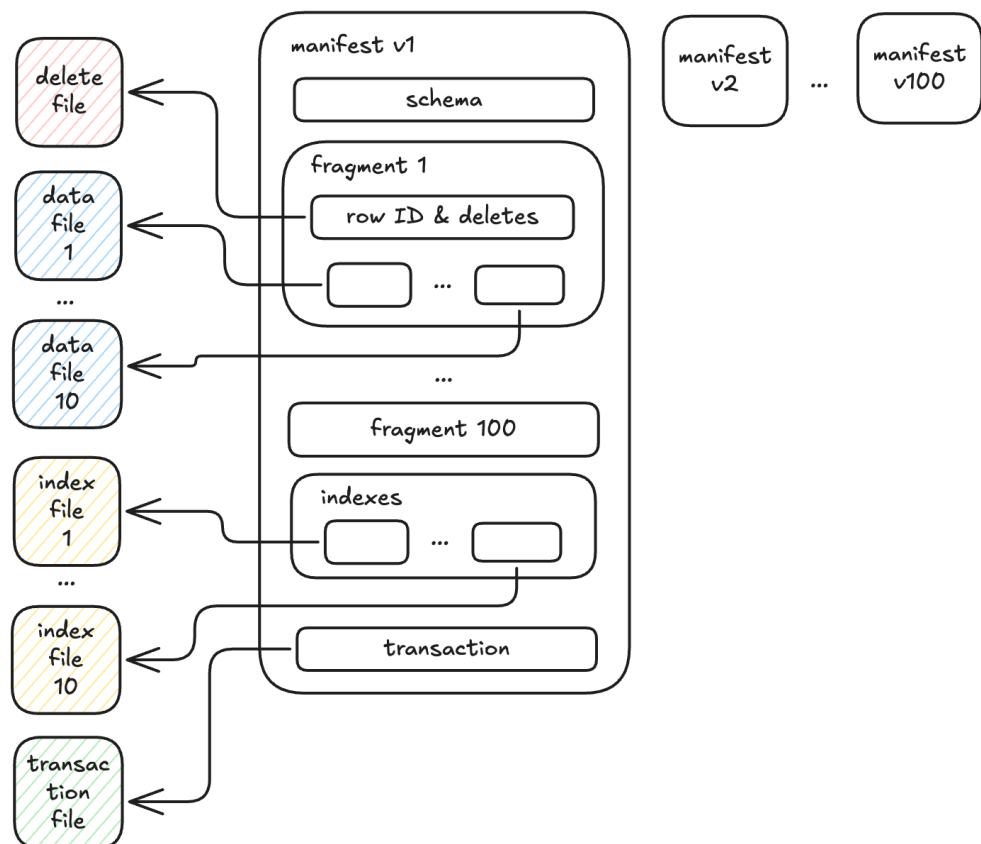 delete
file
data
file
1
...
data
file
10
index
file
1
...
index
file
10
transac
tion
file
manifest v1
schema
fragment 1
row ID & deletes
...
...
fragment 100
indexes
...
transaction
manifest
v2
...
manifest
v100